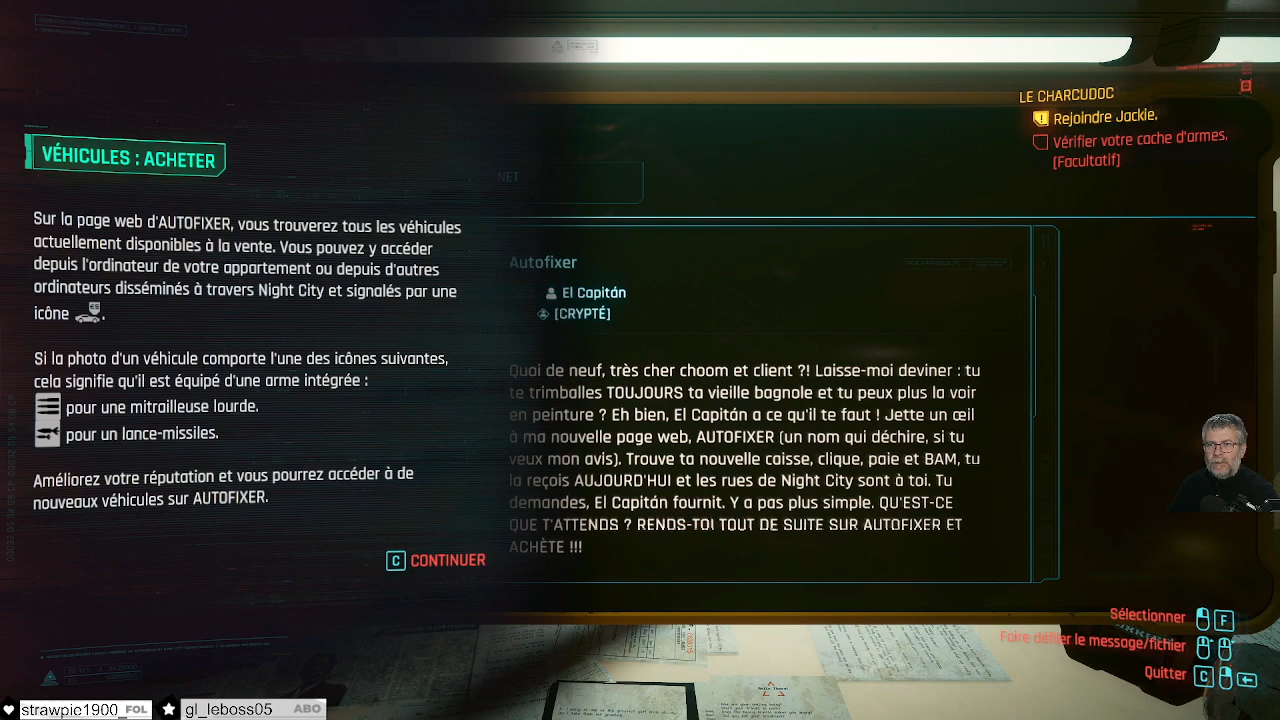 LE CHARCUDOC
Rejoindre Jackie.
Vérifier votre cache d'armes.
[Facultatif]
VÉHICULES : ACHETER
Sur la page web d'AUTOFIXER, vous trouverez tous les véhicules
actuellement disponibles à la vente. Vous pouvez y accéder
depuis l'ordinateur de votre appartement ou depuis d'autres
ordinateurs disséminés à travers Night City et signalés par une
icône .
Si la photo d'un véhicule comporte l'une des icônes suivantes,
cela signifie qu'il est équipé d'une arme intégrée :
pour une mitrailleuse lourde.
pour un lance-missiles.
Améliorez votre réputation et vous pourrez accéder à de
nouveaux véhicules sur AUTOFIXER.
C CONTINUER
NET
Autofixer
El Capitán
[CRYPTÉ]
Quoi de neuf, très cher choom et client ?! Laisse-moi deviner : tu
te trimballes TOUJOURS ta vieille bagnole et tu peux plus la voir
en peinture ? Eh bien, El Capitán a ce qu'il te faut ! Jette un œil
à ma nouvelle page web, AUTOFIXER (un nom qui déchire, si tu
veux mon avis). Trouve ta nouvelle caisse, clique, paie et BAM, tu
la reçois AUJOURD'HUI et les rues de Night City sont à toi. Tu
demandes, El Capitán fournit. Y a pas plus simple. QU'EST-CE
QUE T'ATTENDS ? RENDS-TOI TOUT DE SUITE SUR AUTOFIXER ET
ACHÈTE !!!
Sélectionner F
Faire défiler le message/fichier
Quitter C
strawpie1900_ FOL
gl_leboss05 ABO